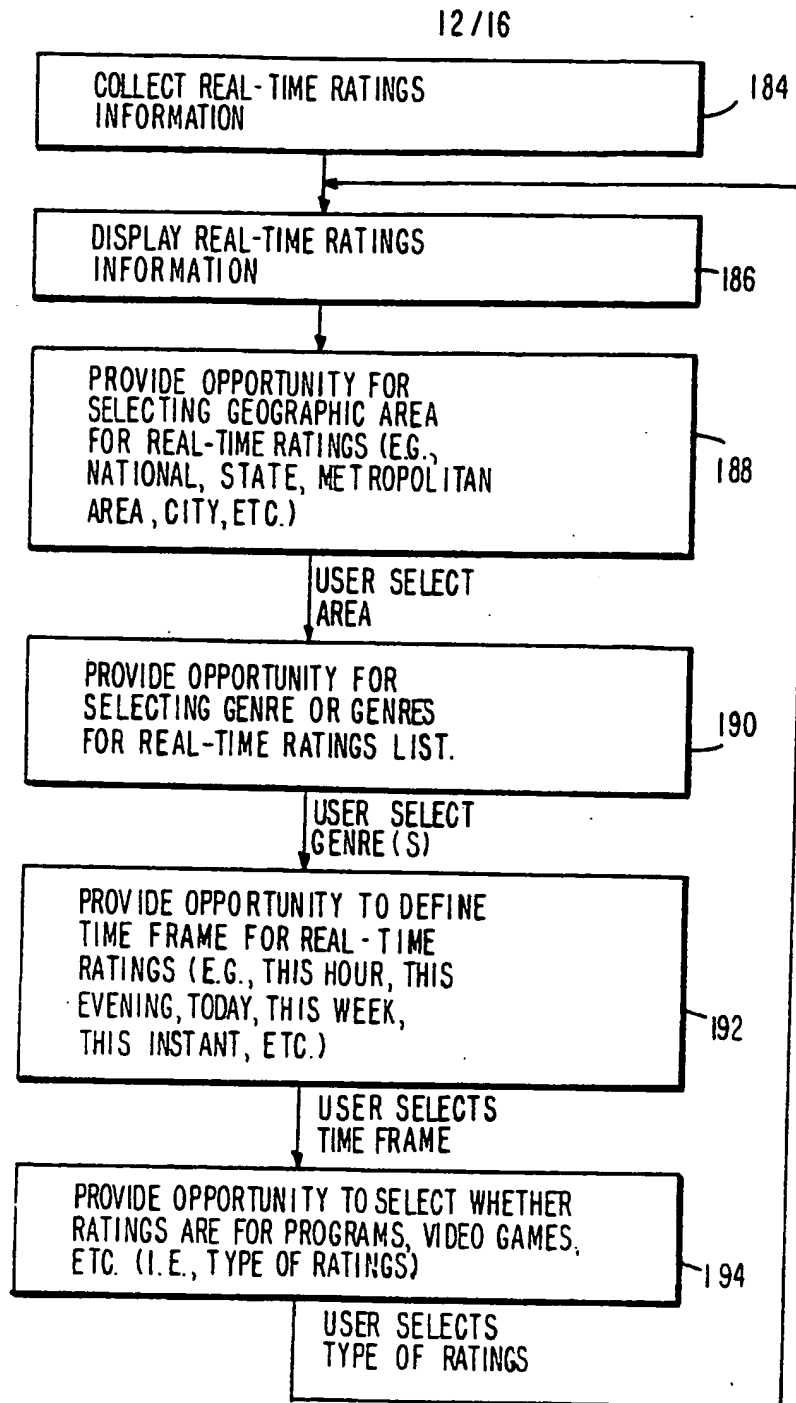 12/16
COLLECT REAL-TIME RATINGS
INFORMATION
184
DISPLAY REAL-TIME RATINGS
INFORMATION
186
PROVIDE OPPORTUNITY FOR
SELECTING GEOGRAPHIC AREA
FOR REAL-TIME RATINGS (E.G.,
NATIONAL, STATE, METROPOLITAN
AREA, CITY, ETC.)
188
USER SELECT
AREA
PROVIDE OPPORTUNITY FOR
SELECTING GENRE OR GENRES
FOR REAL-TIME RATINGS LIST.
190
USER SELECT
GENRE(S)
PROVIDE OPPORTUNITY TO DEFINE
TIME FRAME FOR REAL-TIME
RATINGS (E.G., THIS HOUR, THIS
EVENING, TODAY, THIS WEEK,
THIS INSTANT, ETC.)
192
USER SELECTS
TIME FRAME
PROVIDE OPPORTUNITY TO SELECT WHETHER
RATINGS ARE FOR PROGRAMS, VIDEO GAMES,
ETC. (I.E., TYPE OF RATINGS)
194
USER SELECTS
TYPE OF RATINGS